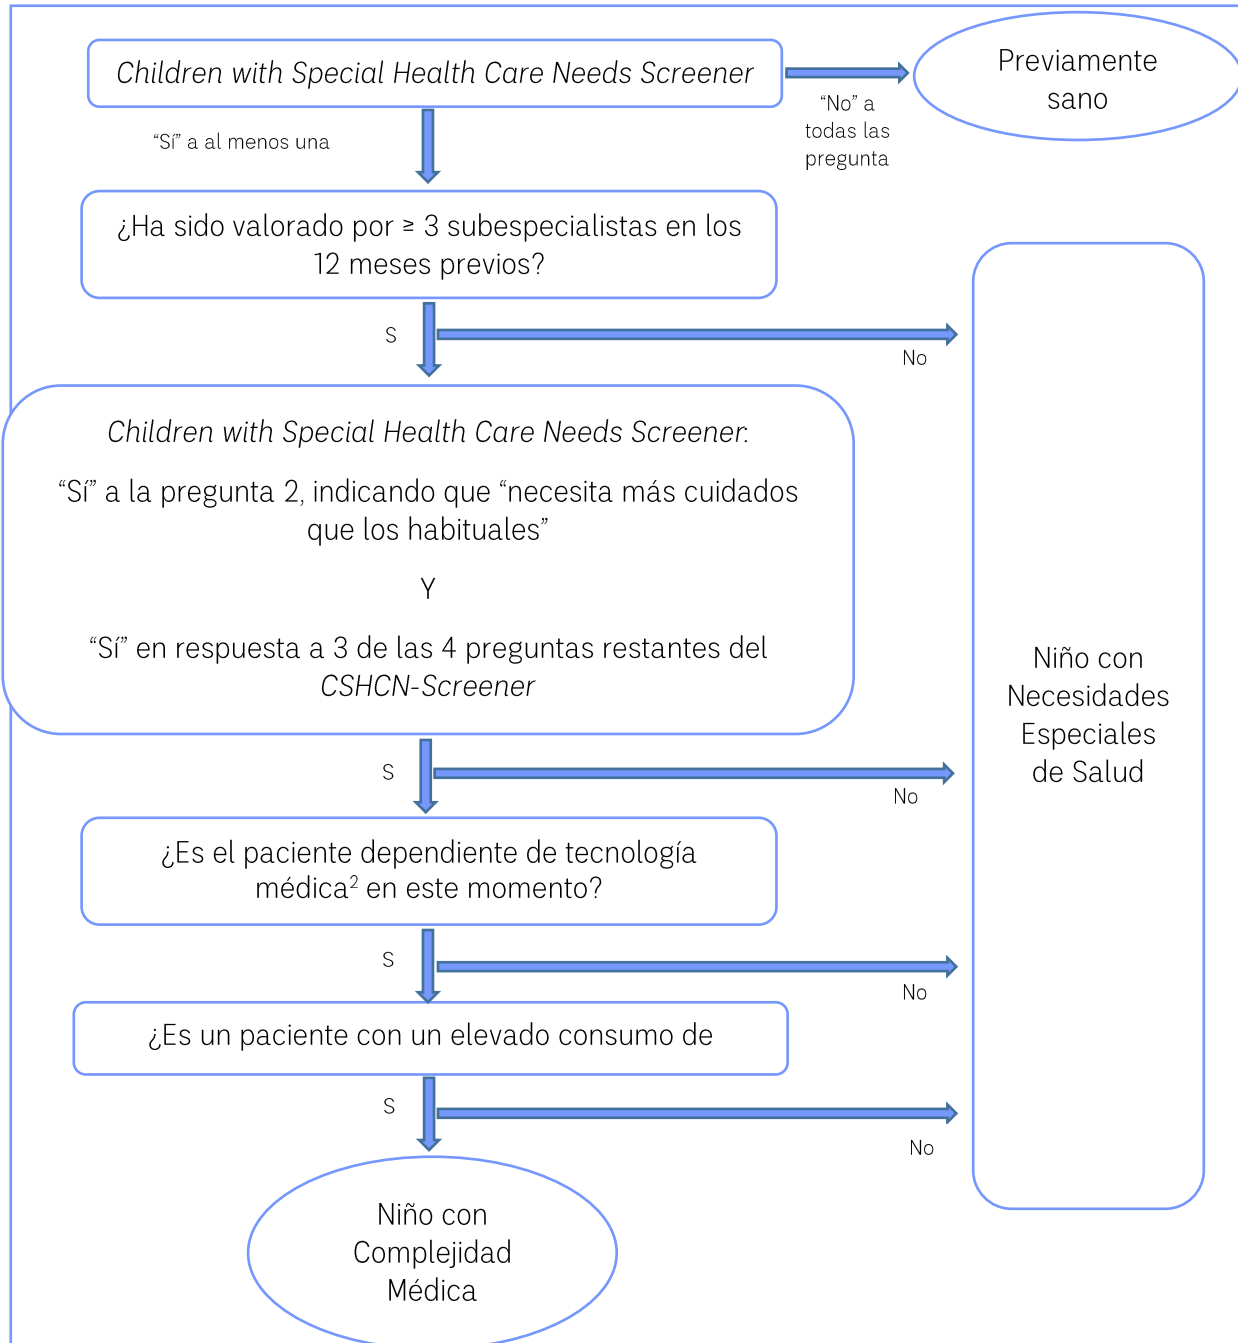 Children with Special Health Care Needs Screener
Previamente
sano
“No” a
todas las
pregunta
“Sí” a al menos una
¿Ha sido valorado por ≥ 3 subespecialistas en los
12 meses previos?
S
No
Children with Special Health Care Needs Screener:
“Sí” a la pregunta 2, indicando que “necesita más cuidados
que los habituales”
Y
“Sí” en respuesta a 3 de las 4 preguntas restantes del
CSHCN-Screener
Niño con
Necesidades
Especiales
de Salud
S
No
¿Es el paciente dependiente de tecnología
médica² en este momento?
S
No
¿Es un paciente con un elevado consumo de
S
No
Niño con
Complejidad
Médica